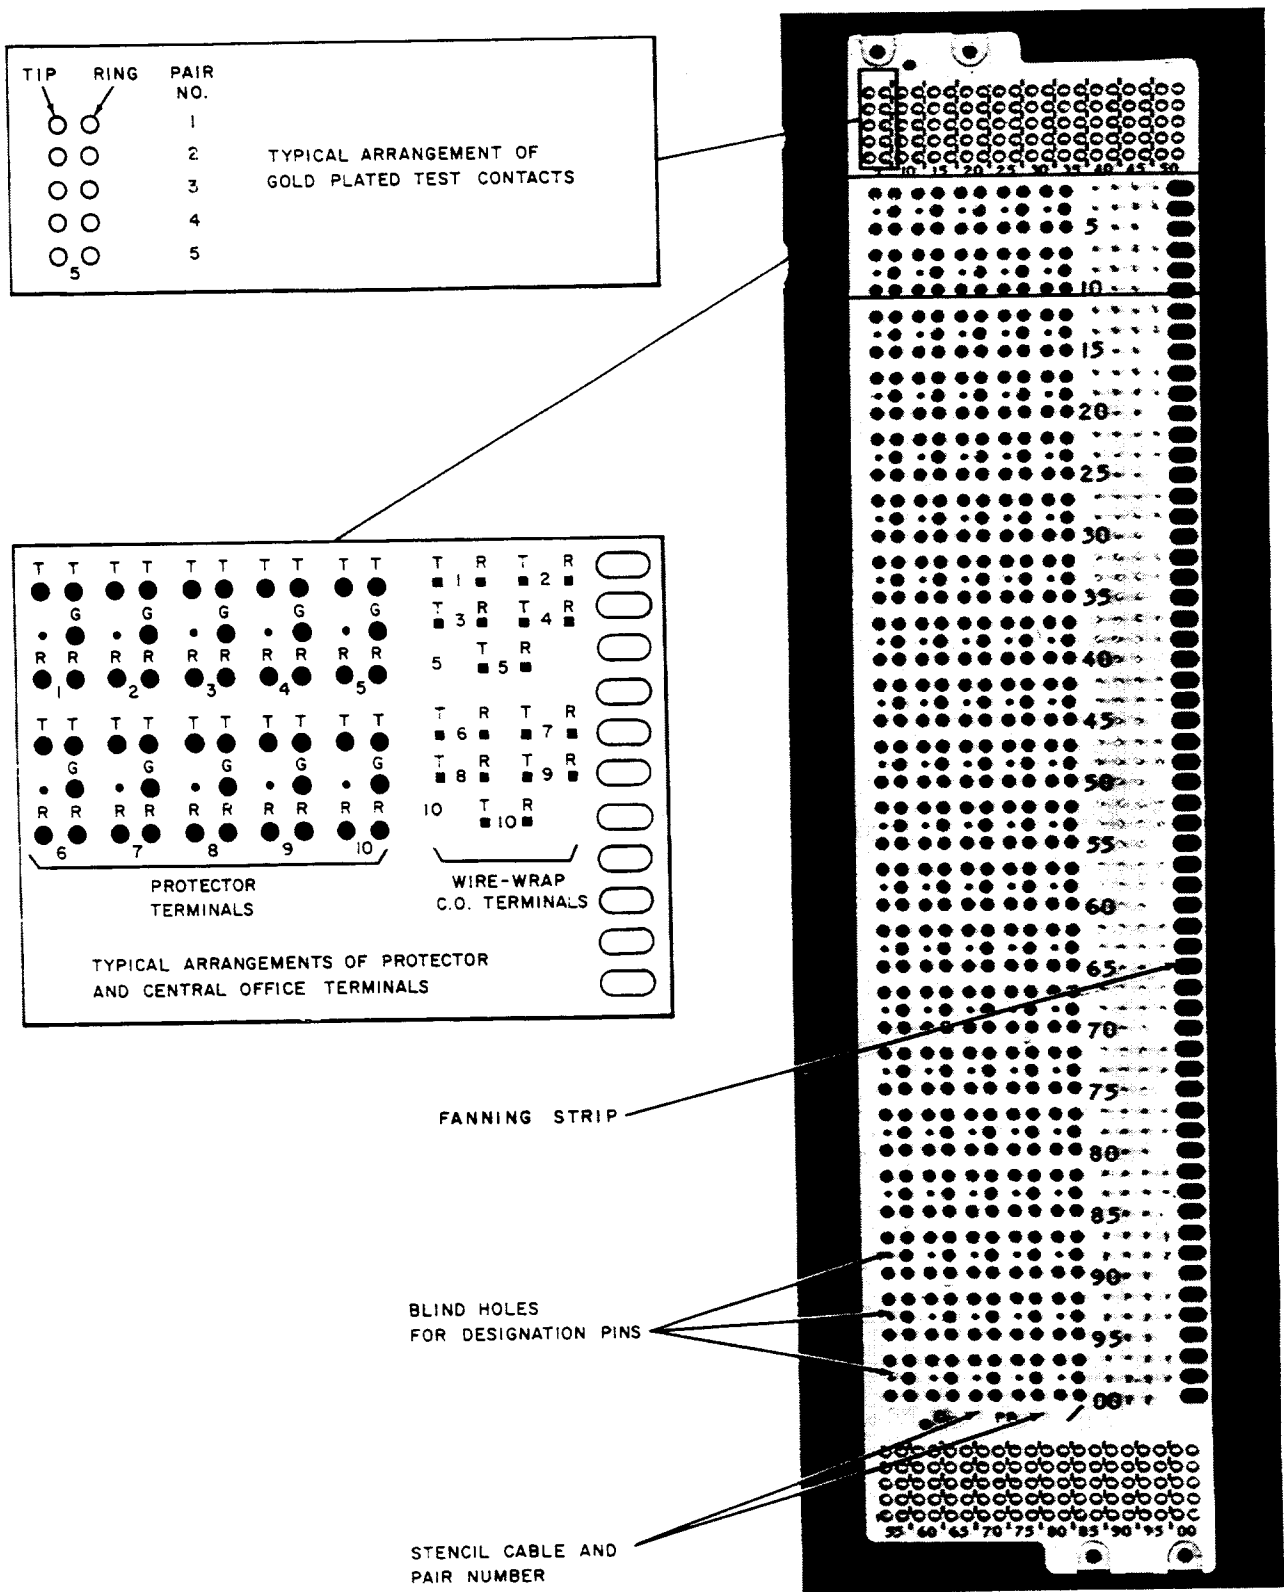 TIP RING PAIR NO.
1
2
3
4
5
5
TYPICAL ARRANGEMENT OF
GOLD PLATED TEST CONTACTS
5 10 15 20 25 30 35 40 45 50
5
10
15
20
25
30
35
40
45
50
55
60
65
70
75
80
85
90
95
00
PR
55 60 65 70 75 80 85 90 95 00
T T T T T T T T T T T R T R
1 2
G G G G G T R T R
3 4
R R R R R R R R R R T R
1 2 3 4 5 5 5
T T T T T T T T T T T R T R
6 7
G G G G G T R T R
8 9
R R R R R R R R R R 10 T R
6 7 8 9 10 10
PROTECTOR
TERMINALS
WIRE-WRAP
C.O. TERMINALS
TYPICAL ARRANGEMENTS OF PROTECTOR
AND CENTRAL OFFICE TERMINALS
FANNING STRIP
BLIND HOLES
FOR DESIGNATION PINS
STENCIL CABLE AND
PAIR NUMBER